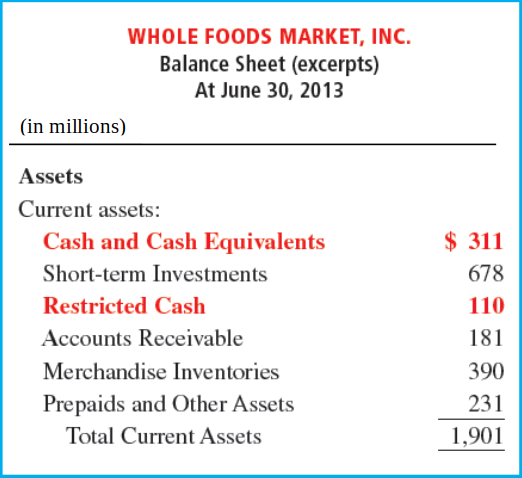 WHOLE FOODS MARKET, INC.
Balance Sheet (excerpts)
At June 30, 2013
(in millions)
Assets
Current assets:
Cash and Cash Equivalents $ 311
Short-term Investments 678
Restricted Cash 110
Accounts Receivable 181
Merchandise Inventories 390
Prepaids and Other Assets 231
Total Current Assets 1,901